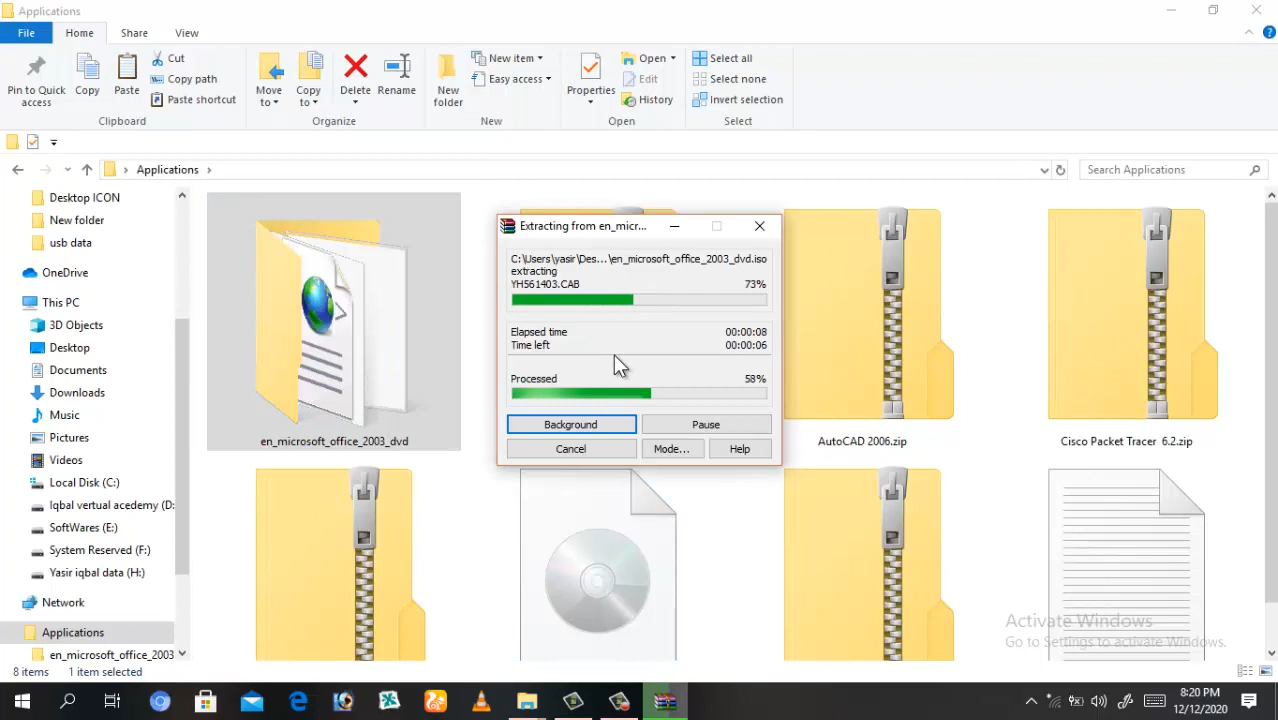 Applications
File Home Share View
Pin to Quick access
Copy
Paste
Cut
Copy path
Paste shortcut
Clipboard
Move to
Copy to
Delete
Rename
Organize
New folder
New item
Easy access
New
Properties
Open
Edit
History
Open
Select all
Select none
Invert selection
Select
Applications
Search Applications
Desktop ICON
New folder
usb data
OneDrive
This PC
3D Objects
Desktop
Documents
Downloads
Music
Pictures
Videos
Local Disk (C:)
Iqbal vertual acedemy (D:
SoftWares (E:)
System Reserved (F:)
Yasir iqbal data (H:)
Network
Applications
en_microsoft_office_2003
en_microsoft_office_2003_dvd
AutoCAD 2006.zip
Cisco Packet Tracer 6.2.zip
Extracting from en_micr...
C:\Users\yasir\Des...\en_microsoft_office_2003_dvd.iso
extracting
YH561403.CAB 73%
Elapsed time 00:00:08
Time left 00:00:06
Processed 58%
Background Pause
Cancel Mode... Help
Activate Windows
Go to Settings to activate Windows.
8 items 1 item selected
8:20 PM
12/12/2020